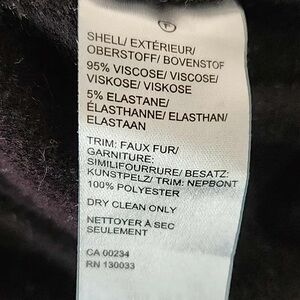 SHELL/ EXTÉRIEUR/
OBERSTOFF/ BOVENSTOF
95% VISCOSE/ VISCOSE/
VISKOSE/ VISKOSE
5% ELASTANE/
ÉLASTHANNE/ ELASTHAN/
ELASTAAN
TRIM: FAUX FUR/
GARNITURE:
SIMILIFOURRURE/ BESATZ:
KUNSTPELZ/ TRIM: NEPBONT
100% POLYESTER
DRY CLEAN ONLY
NETTOYER À SEC
SEULEMENT
CA 00234
RN 130033